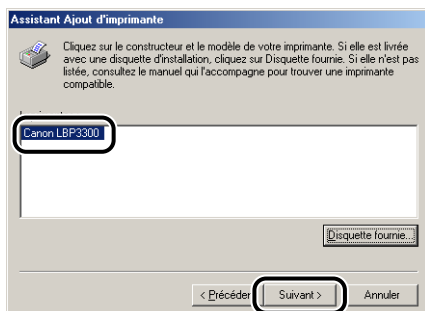 Assistant Ajout d'imprimante
Cliquez sur le constructeur et le modèle de votre imprimante. Si elle est livrée
avec une disquette d'installation, cliquez sur Disquette fournie. Si elle n'est pas
listée, consultez le manuel qui l'accompagne pour trouver une imprimante
compatible.
Canon LBP3300
Disquette fournie...
< Précéden
Suivant >
Annuler